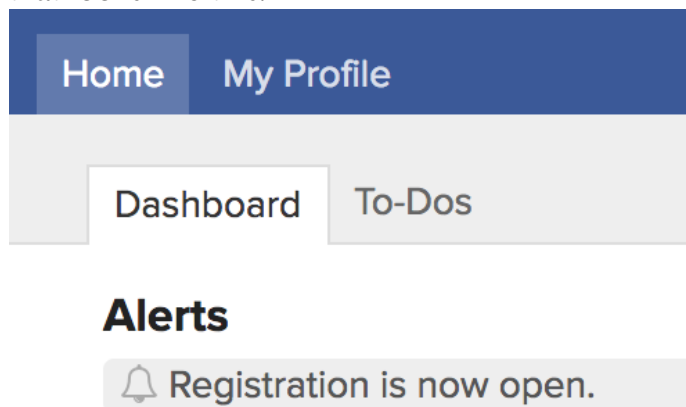 Home My Profile
Dashboard To-Dos
Alerts
Registration is now open.